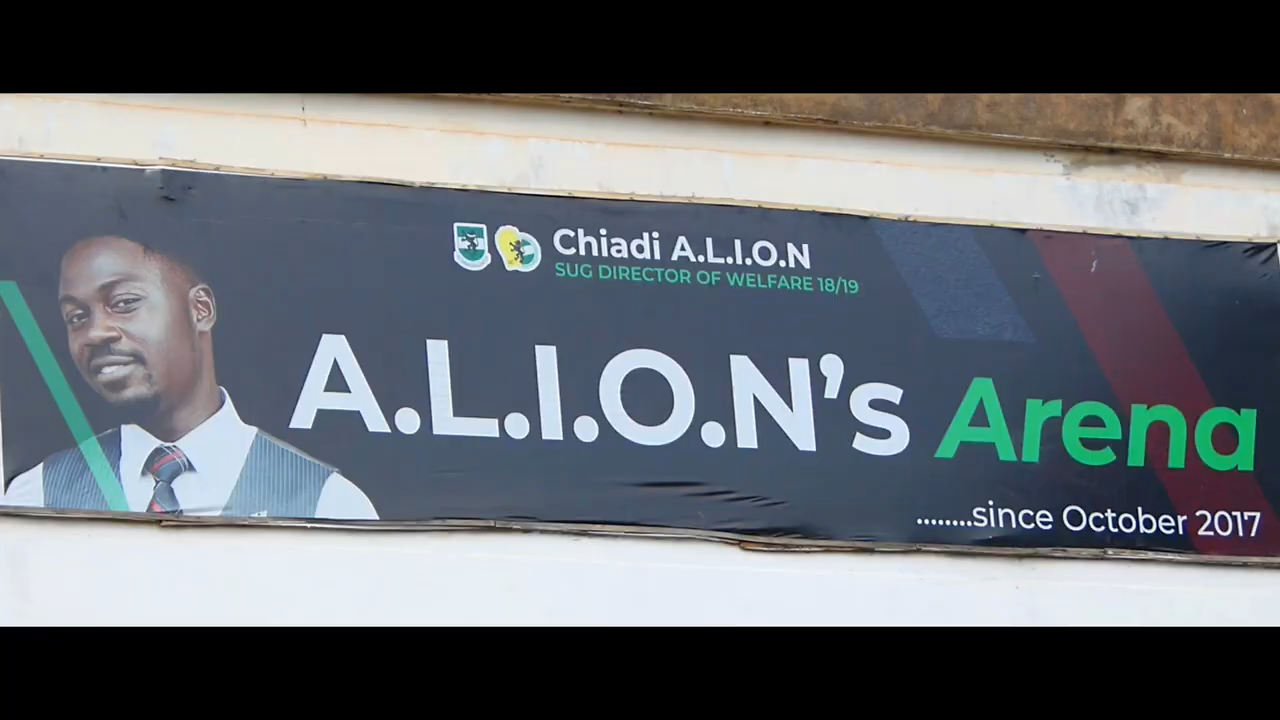 Chiadi A.L.I.O.N
SUG DIRECTOR OF WELFARE 18/19
A.L.I.O.N's Arena
........since October 2017